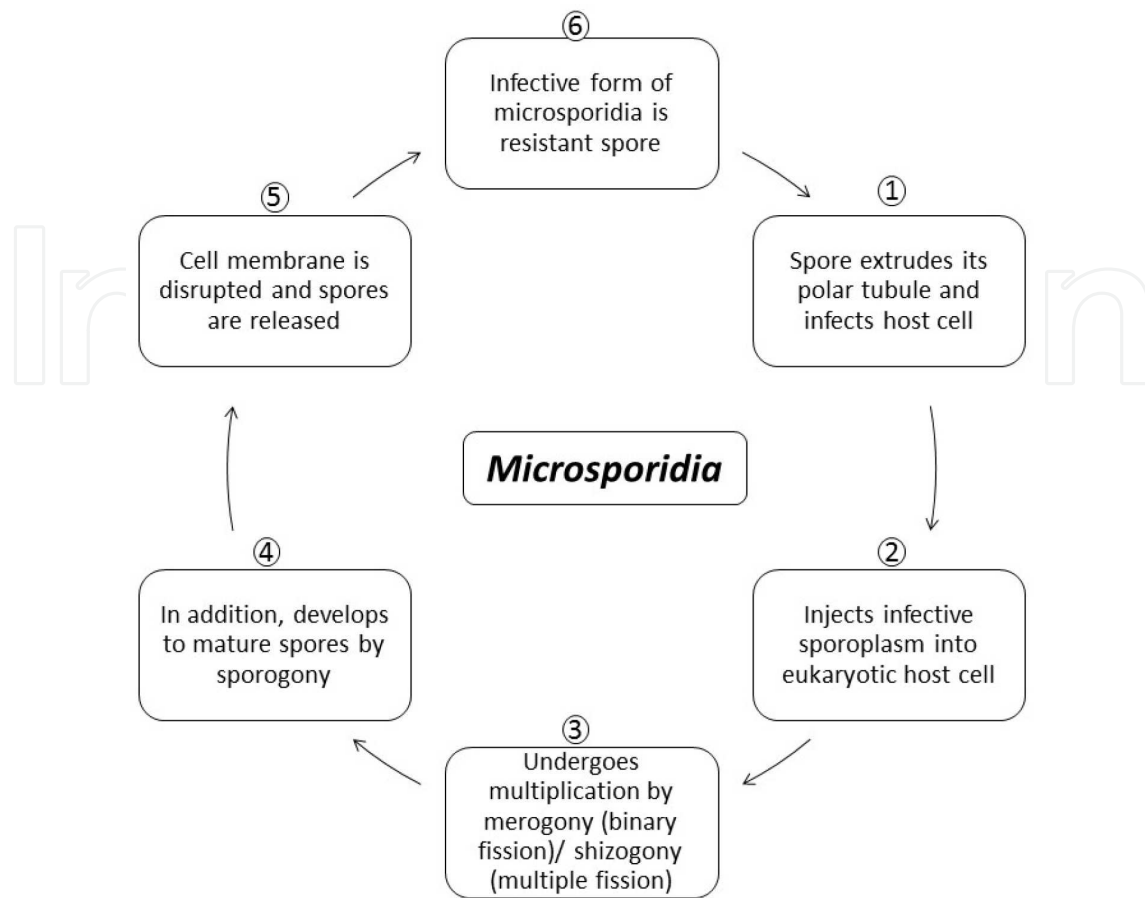 ⑥
Infective form of
microsporidia is
resistant spore
①
Spore extrudes its
polar tubule and
infects host cell
②
Injects infective
sporoplasm into
eukaryotic host cell
③
Undergoes
multiplication by
merogony (binary
fission)/ shizogony
(multiple fission)
④
In addition, develops
to mature spores by
sporogony
⑤
Cell membrane is
disrupted and spores
are released
Microsporidia